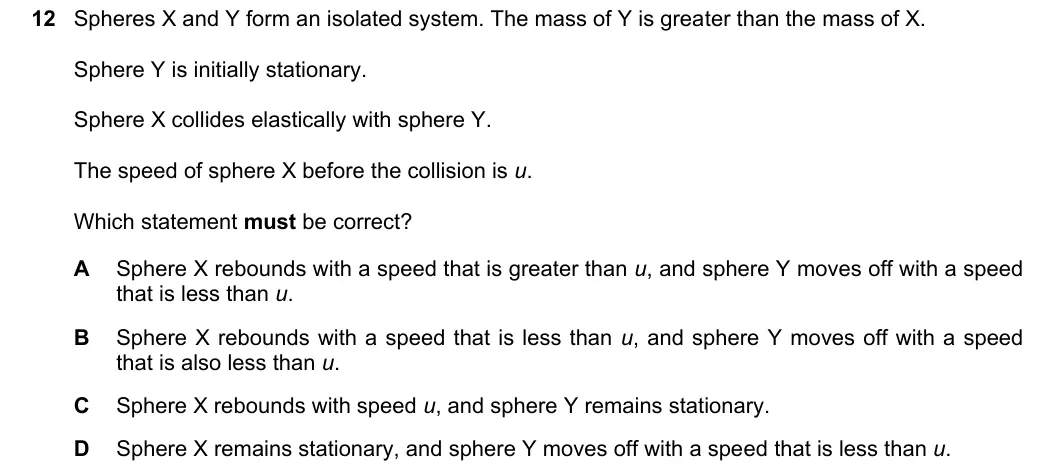 12 Spheres X and Y form an isolated system. The mass of Y is greater than the mass of X.
Sphere Y is initially stationary.
Sphere X collides elastically with sphere Y.
The speed of sphere X before the collision is u.
Which statement must be correct?
A Sphere X rebounds with a speed that is greater than u, and sphere Y moves off with a speed
that is less than u.
B Sphere X rebounds with a speed that is less than u, and sphere Y moves off with a speed
that is also less than u.
C Sphere X rebounds with speed u, and sphere Y remains stationary.
D Sphere X remains stationary, and sphere Y moves off with a speed that is less than u.